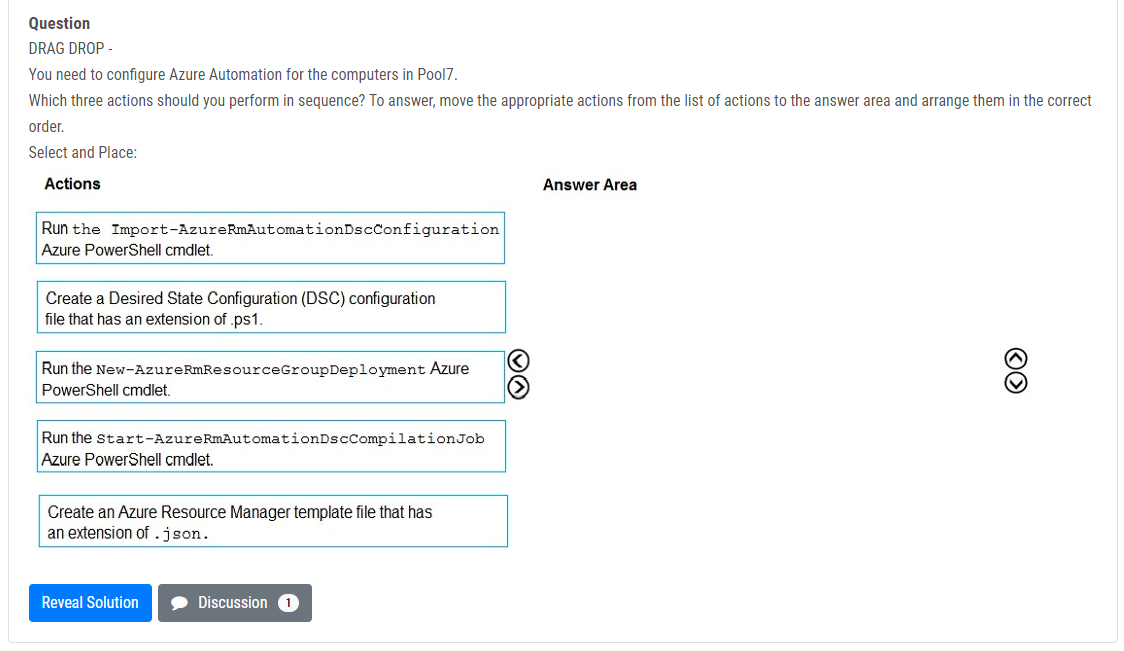 Question
DRAG DROP -
You need to configure Azure Automation for the computers in Pool7.
Which three actions should you perform in sequence? To answer, move the appropriate actions from the list of actions to the answer area and arrange them in the correct
order.
Select and Place:
Actions
Answer Area
Run the Import-AzureRmAutomationDscConfiguration
Azure PowerShell cmdlet.
Create a Desired State Configuration (DSC) configuration
file that has an extension of .ps1.
Run the New-AzureRmResourceGroupDeployment Azure
PowerShell cmdlet.
Run the Start-AzureRmAutomationDscCompilationJob
Azure PowerShell cmdlet.
Create an Azure Resource Manager template file that has
an extension of .json.
Reveal Solution
Discussion 1